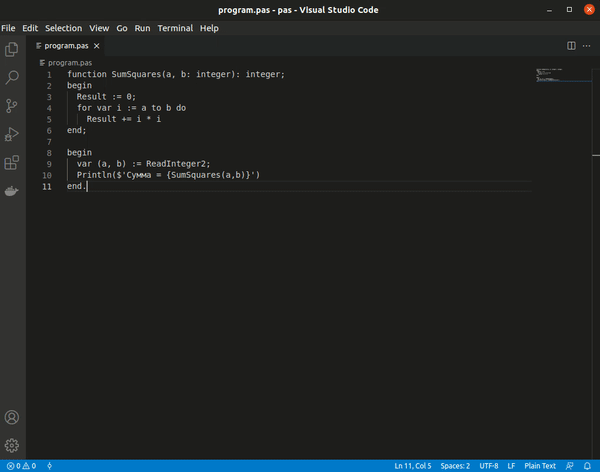 program.pas - pas - Visual Studio Code
File Edit Selection View Go Run Terminal Help
program.pas
program.pas
1 function SumSquares(a, b: integer): integer;
2 begin
3 Result := 0;
4 for var i := a to b do
5 Result += i * i
6 end;
7
8 begin
9 var (a, b) := ReadInteger2;
10 Println($'Сумма = {SumSquares(a,b)}')
11 end.
0 0 Ln 11, Col 5 Spaces: 2 UTF-8 LF Plain Text